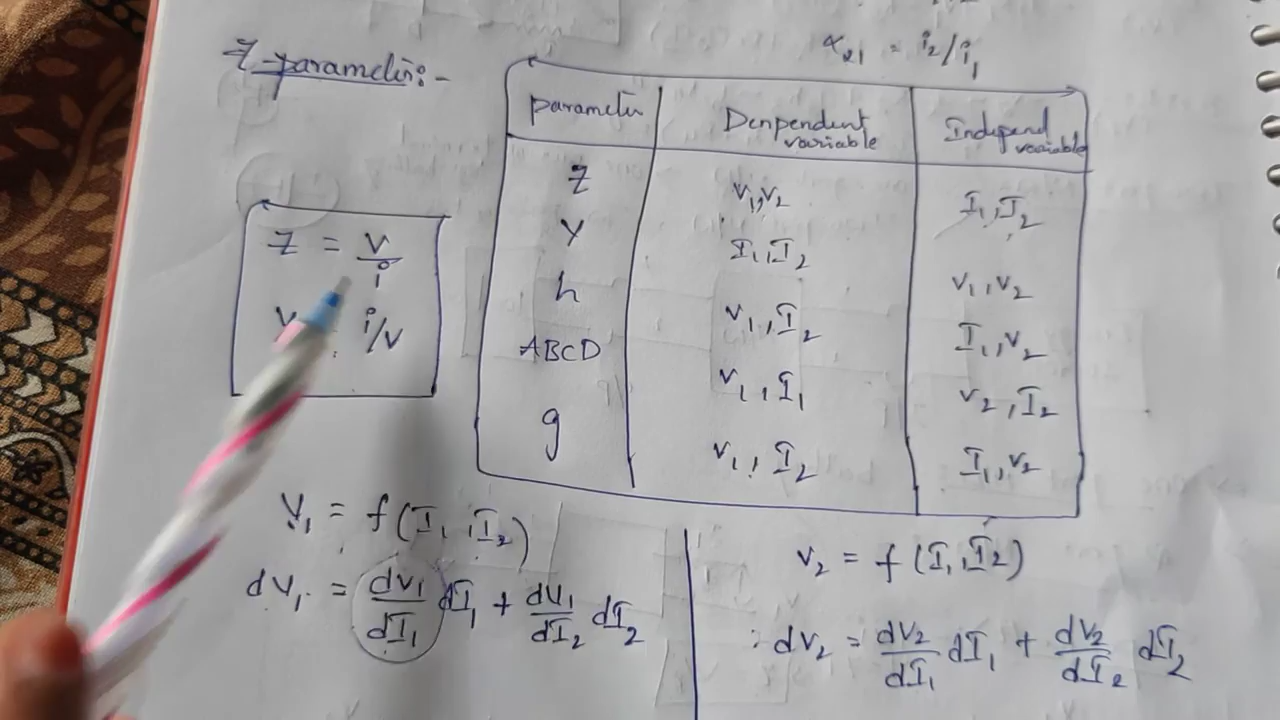 α21 = i2/i1
Z-parameter:-
parameter Denpendent variable Independ variable
Z V1,V2 I1,I2
Y I1,I2 V1,V2
h V1,I2 I1,V2
ABCD V1,I1 V2,I2
g V1,I2 I1,V2
Z = V/i
i/v
V1 = f(I1,I2)
dV1 = dV1/dI1 dI1 + dV1/dI2 dI2
V2 = f(I1,I2)
dV2 = dV2/dI1 dI1 + dV2/dI2 dI2